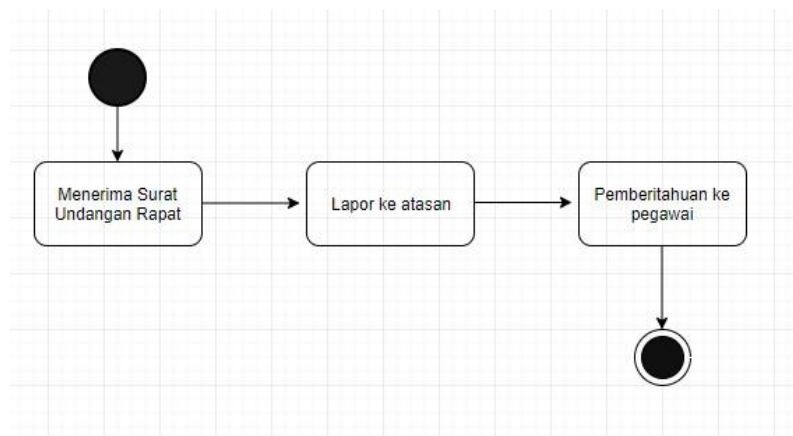 Menerima Surat
Undangan Rapat
Lapor ke atasan
Pemberitahuan ke
pegawai